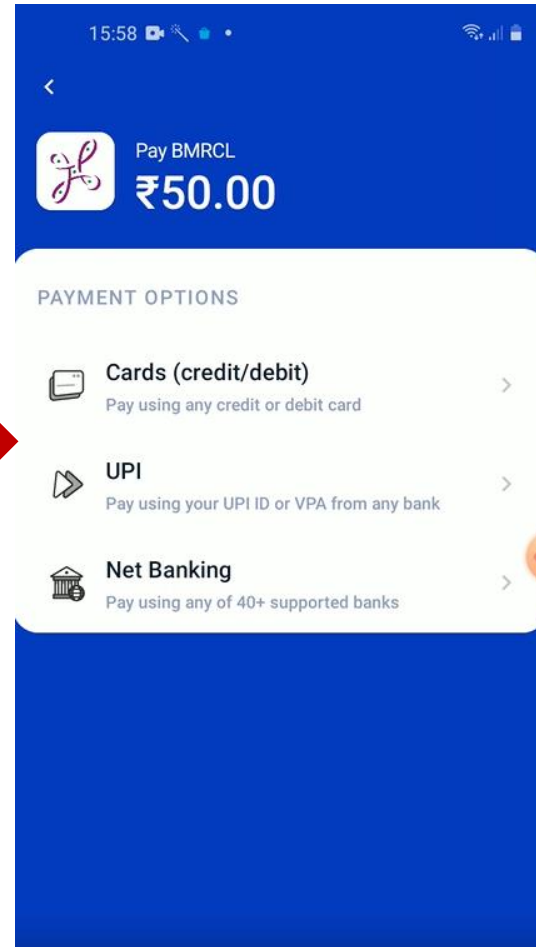 15:58
Pay BMRCL
₹50.00
PAYMENT OPTIONS
Cards (credit/debit)
Pay using any credit or debit card
UPI
Pay using your UPI ID or VPA from any bank
Net Banking
Pay using any of 40+ supported banks